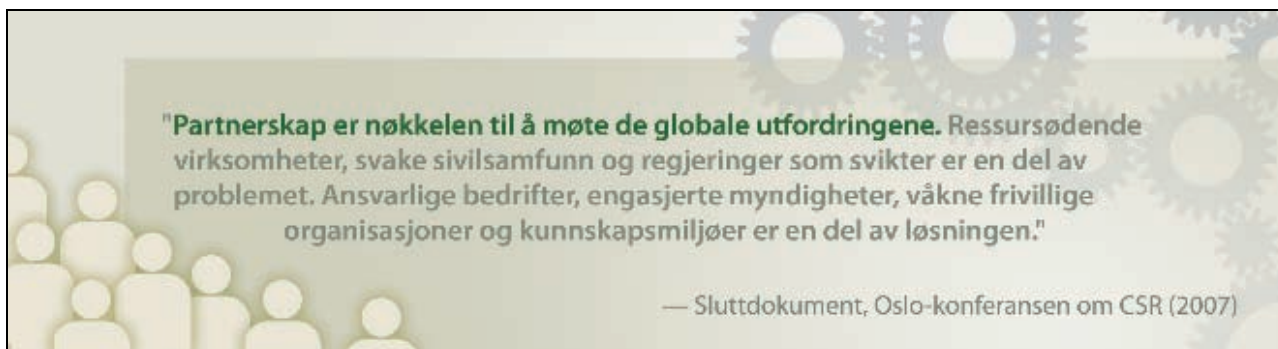 "Partnerskap er nøkkelen til å møte de globale utfordringene. Ressursødende
virksomheter, svake sivilsamfunn og regjeringer som svikter er en del av
problemet. Ansvarlige bedrifter, engasjerte myndigheter, våkne frivillige
organisasjoner og kunnskapsmiljøer er en del av løsningen."
— Sluttdokument, Oslo-konferansen om CSR (2007)